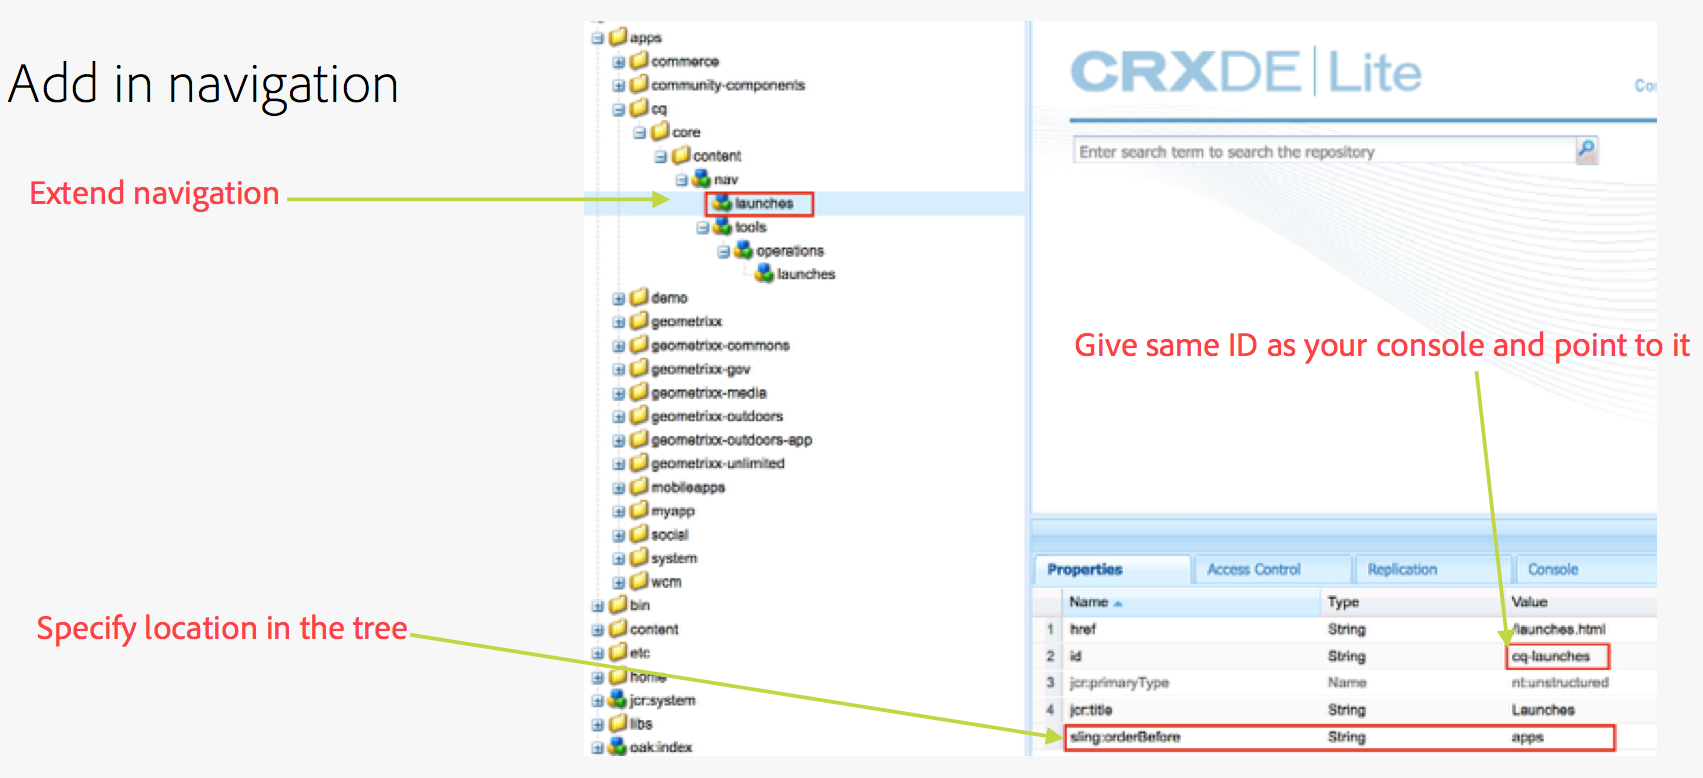 Add in navigation
Extend navigation
Specify location in the tree
apps
commerce
community-components
cq
core
content
nav
launches
tools
operations
launches
demo
geometrixx
geometrixx-commons
geometrixx-gov
geometrixx-media
geometrixx-outdoors
geometrixx-outdoors-app
geometrixx-unlimited
mobileapps
myapp
social
system
wcm
bin
content
etc
home
jcr:system
libs
oak:index
CRXDE | Lite
Enter search term to search the repository
Give same ID as your console and point to it
Properties Access Control Replication Console
Name Type Value
1 href String /launches.html
2 id String cq-launches
3 jcr:primaryType Name nt:unstructured
4 jcr:title String Launches
sling:orderBefore String apps